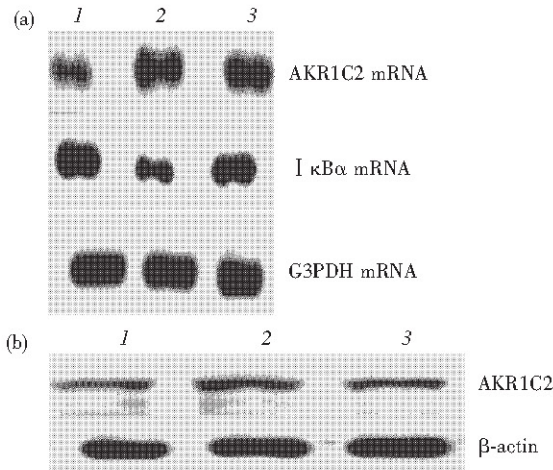 (a) 1 2 3
AKR1C2 mRNA
I κBα mRNA
G3PDH mRNA
(b) 1 2 3
AKR1C2
β-actin